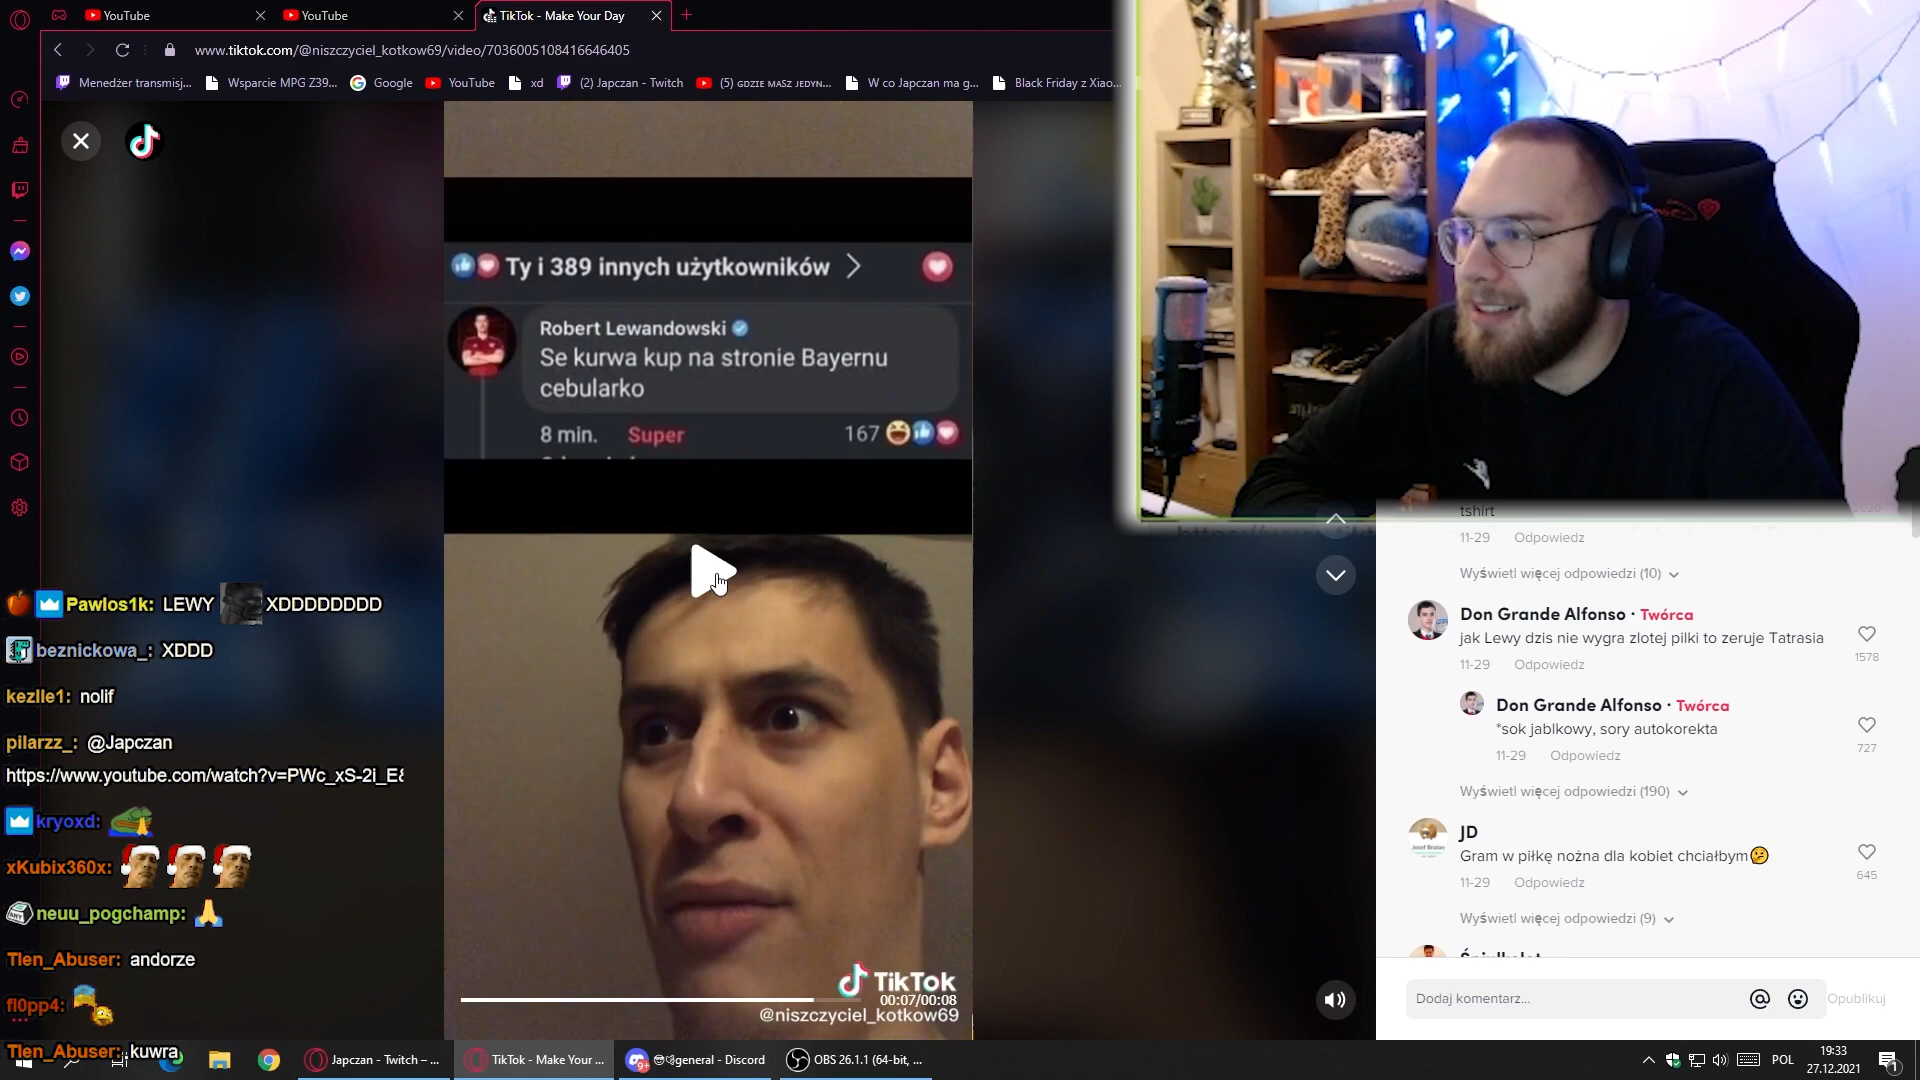 YouTube
YouTube
TikTok - Make Your Day
www.tiktok.com/@niszczyciel_kotkow69/video/7036005108416646405
Menedżer transmisj...
Wsparcie MPG Z39...
Google
YouTube
xd
(2) Japczan - Twitch
(5) GDZIE MASZ JEDYN...
W co Japczan ma g...
Black Friday z Xiao...
Ty i 389 innych użytkowników
Robert Lewandowski
Se kurwa kup na stronie Bayernu
cebularko
8 min. Super 167
TikTok
00:07/00:08
@niszczyciel_kotkow69
Pawlos1k: LEWY XDDDDDDDD
beznickowa_: XDDD
kezlle1: nolif
pilarzz_: @Japczan
https://www.youtube.com/watch?v=PWc_xS-2i_E&
kryoxd:
xKubix360x:
neuu_pogchamp:
Tlen_Abuser: andorze
fl0pp4:
Tlen_Abuser: kuwra
tshirt
11-29 Odpowiedz
Wyświetl więcej odpowiedzi (10)
Don Grande Alfonso · Twórca
jak Lewy dzis nie wygra zlotej pilki to zeruje Tatrasia
1578
11-29 Odpowiedz
Don Grande Alfonso · Twórca
*sok jablkowy, sory autokorekta
727
11-29 Odpowiedz
Wyświetl więcej odpowiedzi (190)
JD
Gram w piłkę nożna dla kobiet chciałbym
645
11-29 Odpowiedz
Wyświetl więcej odpowiedzi (9)
Dodaj komentarz...
Opublikuj
Japczan - Twitch – ...
TikTok - Make Your ...
9+
general - Discord
OBS 26.1.1 (64-bit, ...
POL
19:33
27.12.2021
1